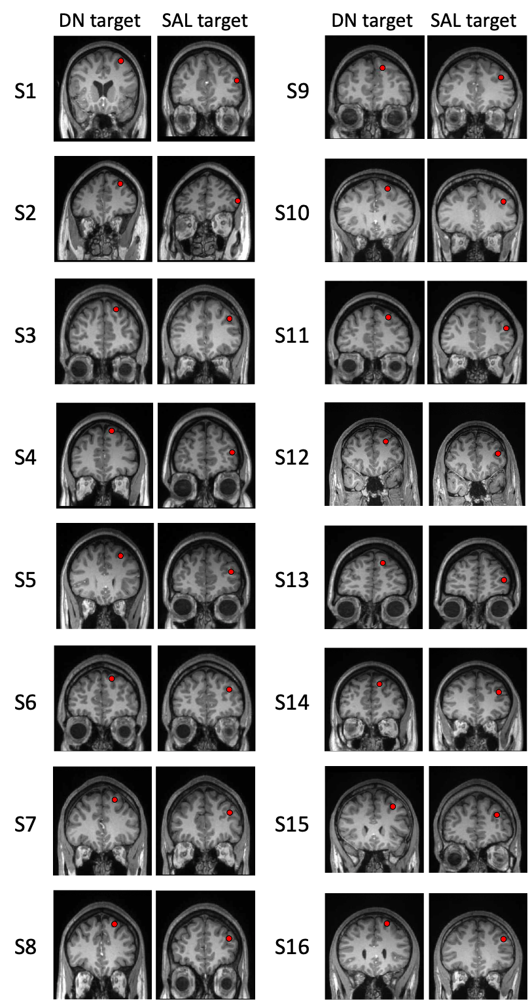 DN target SAL target DN target SAL target
S1 S9
S2 S10
S3 S11
S4 S12
S5 S13
S6 S14
S7 S15
S8 S16